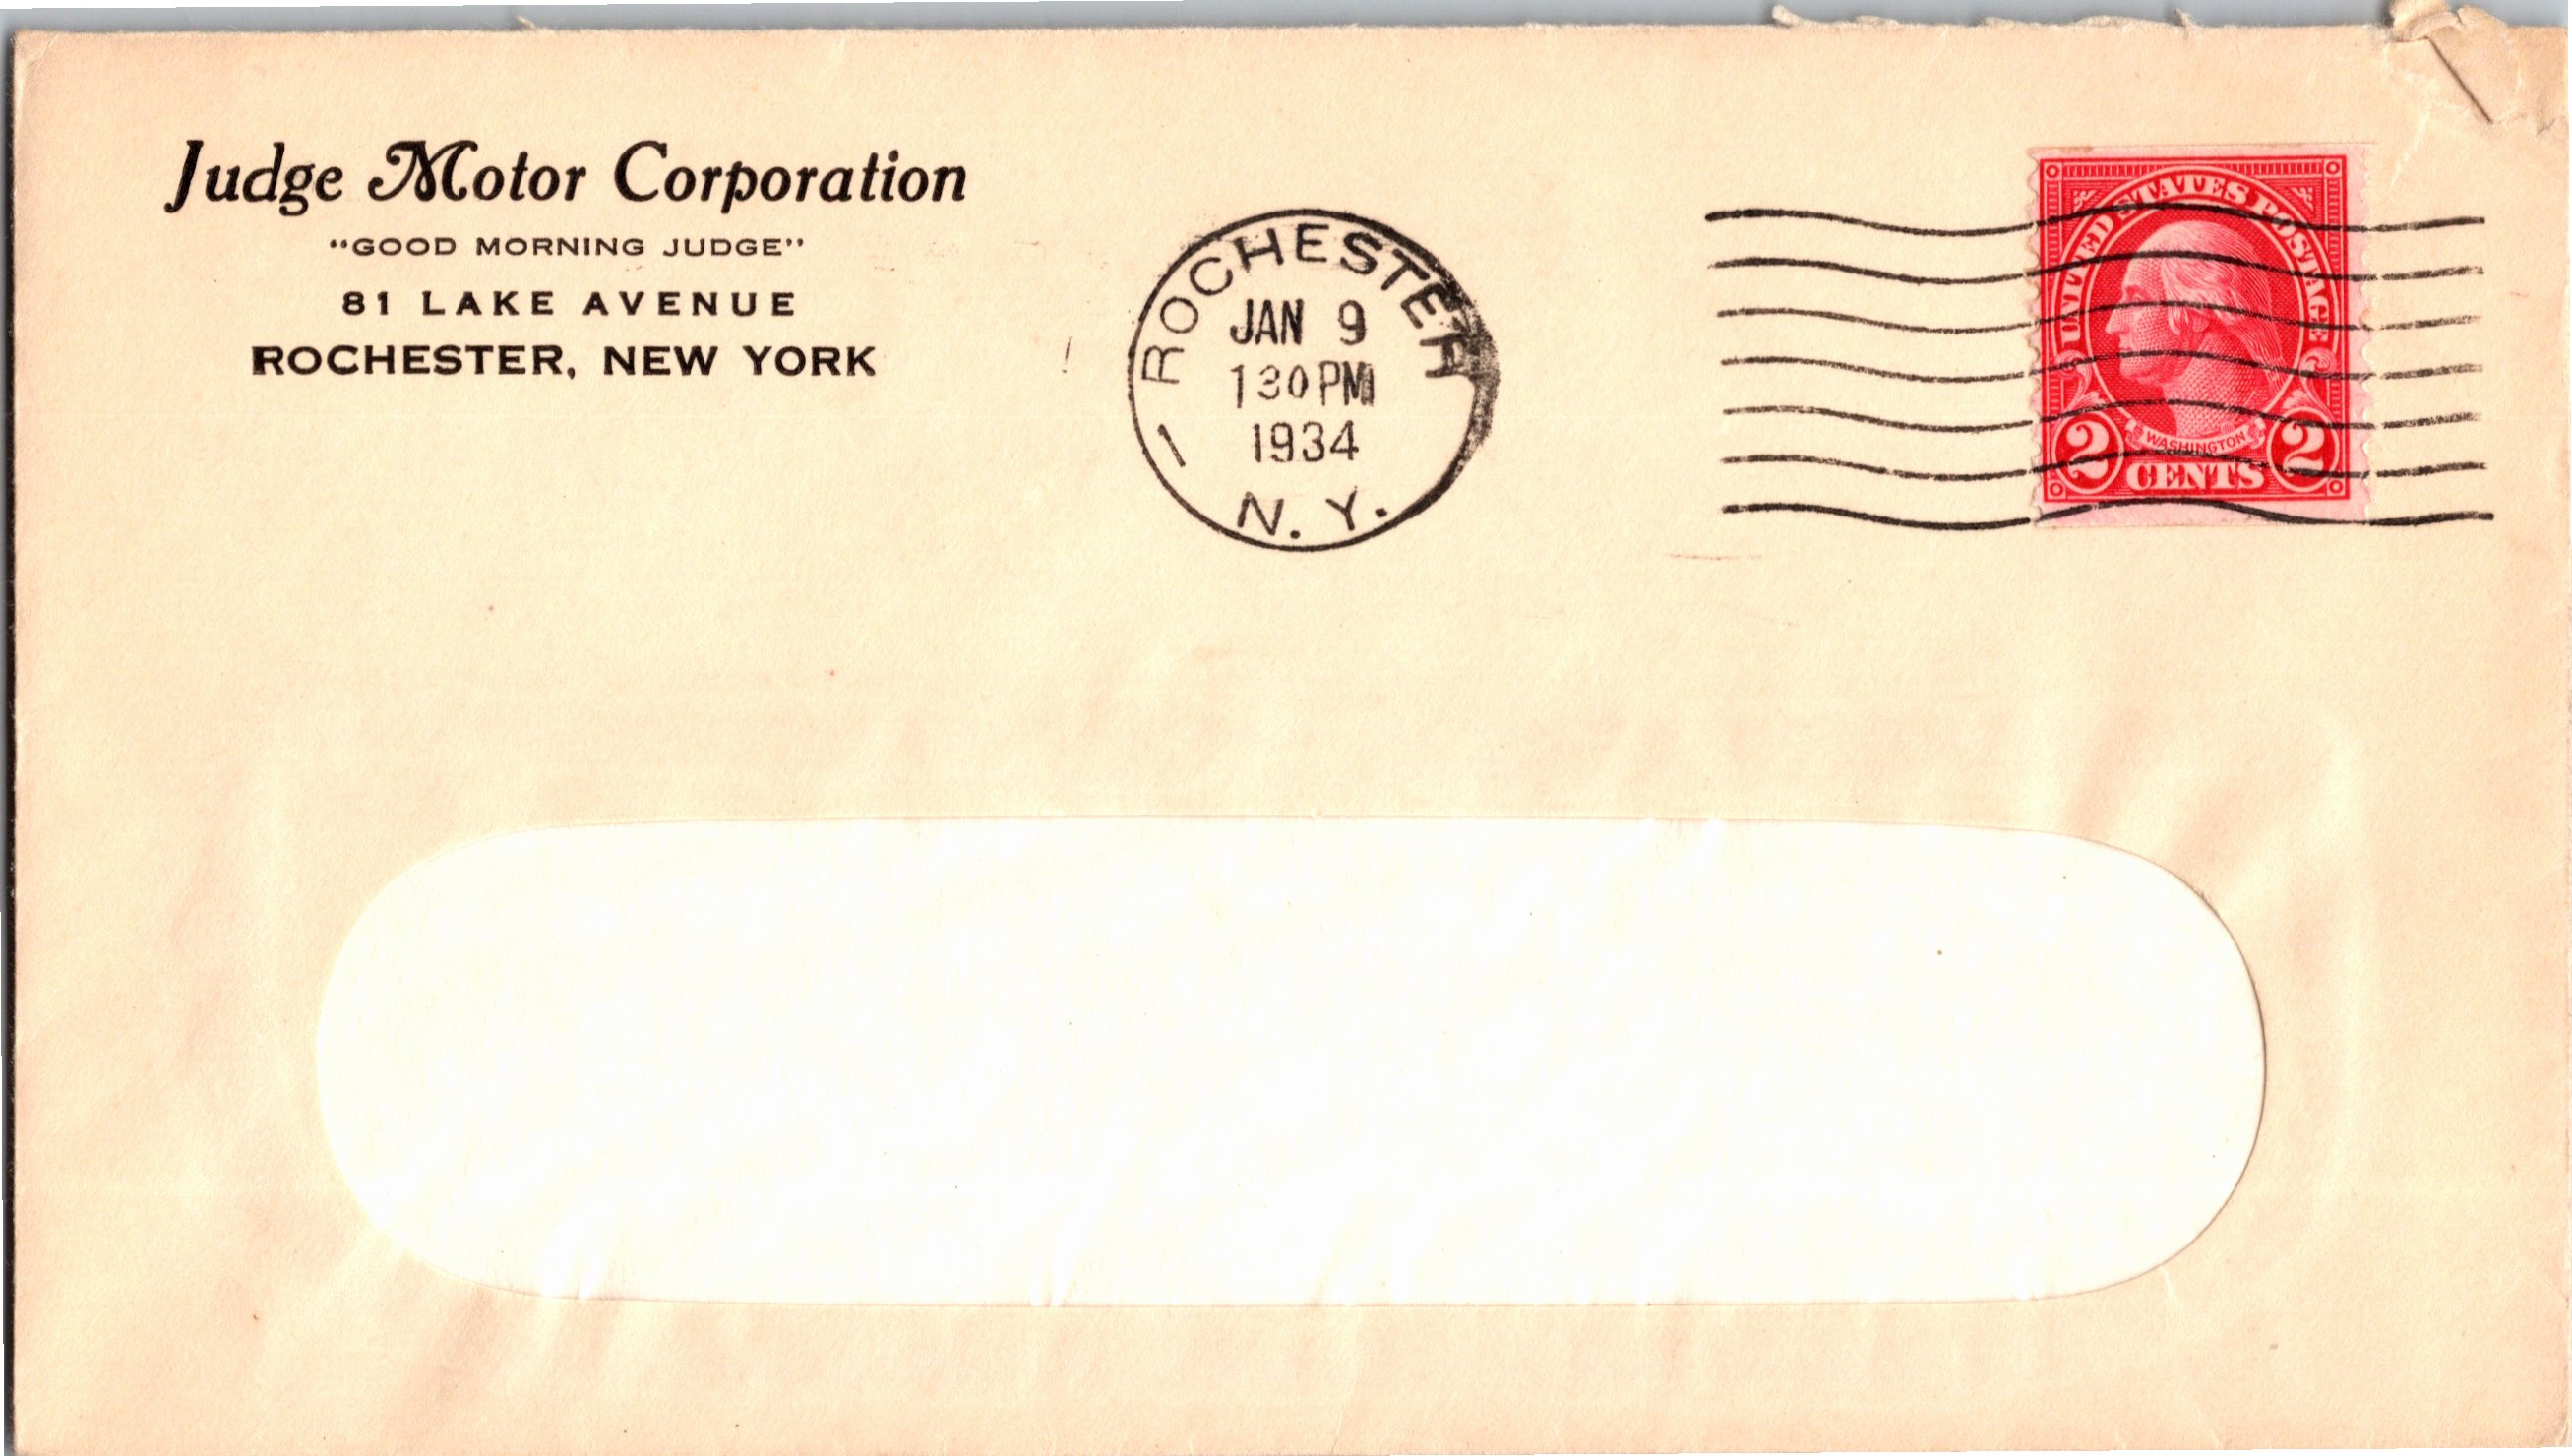 Judge Motor Corporation
"GOOD MORNING JUDGE"
81 LAKE AVENUE
ROCHESTER, NEW YORK
ROCHESTER
JAN 9
130 PM
1934
1
N. Y.
UNITED STATES POSTAGE
WASHINGTON
2 CENTS 2